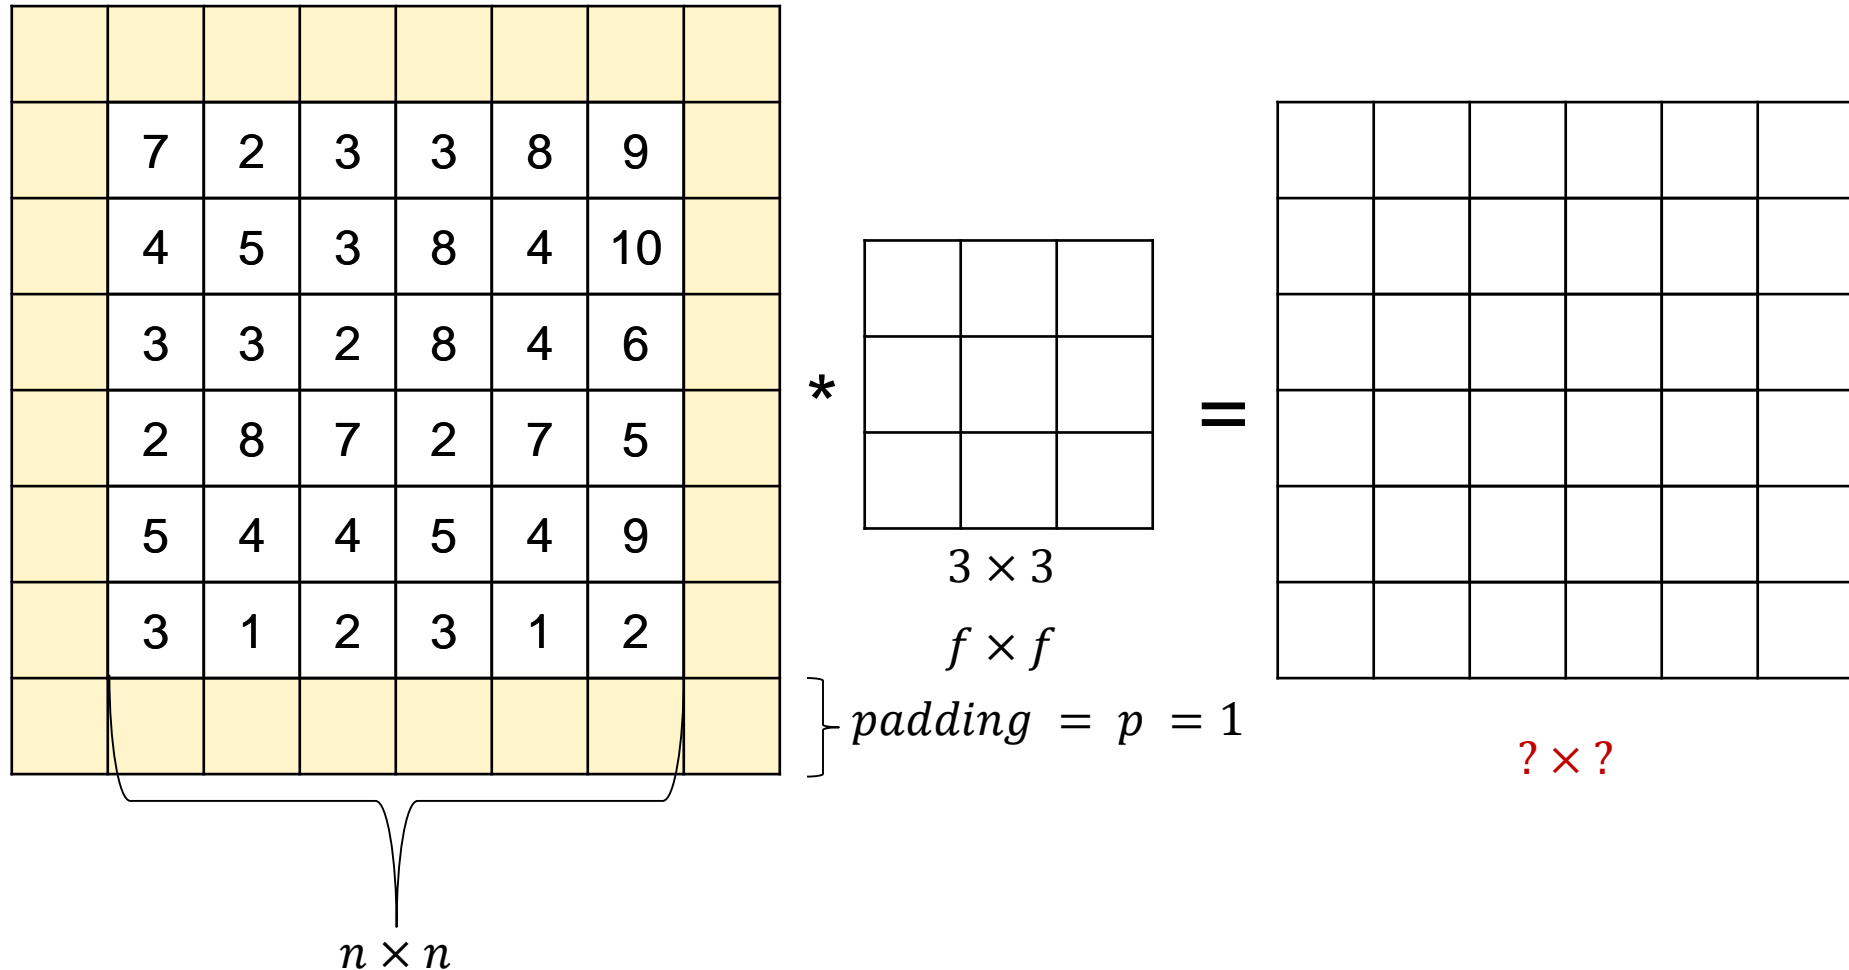 7 2 3 3 8 9
4 5 3 8 4 10
3 3 2 8 4 6
2 8 7 2 7 5
5 4 4 5 4 9
3 1 2 3 1 2
*
=
3 × 3
f × f
padding = p = 1
? × ?
n × n